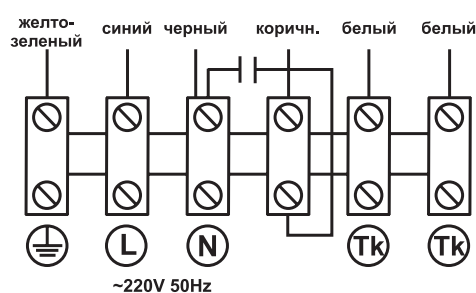 желто-
зеленый
синий
черный
коричн.
белый
белый
L
N
Tk
Tk
~220V 50Hz